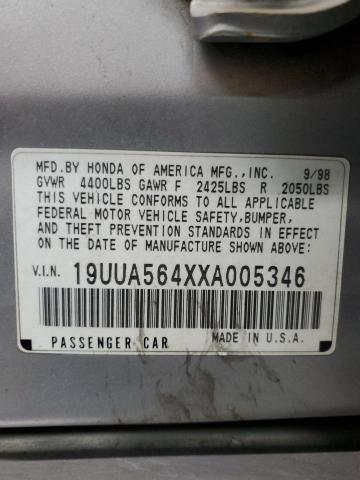 MFD.BY HONDA OF AMERICA MFG.,INC. 9/98
GVWR 4400LBS GAWR F 2425LBS R 2050LBS
THIS VEHICLE CONFORMS TO ALL APPLICABLE
FEDERAL MOTOR VEHICLE SAFETY,BUMPER,
AND THEFT PREVENTION STANDARDS IN EFFECT
ON THE DATE OF MANUFACTURE SHOWN ABOVE:
V.I.N. 19UUA564XXA005346
PASSENGER CAR MADE IN U.S.A.